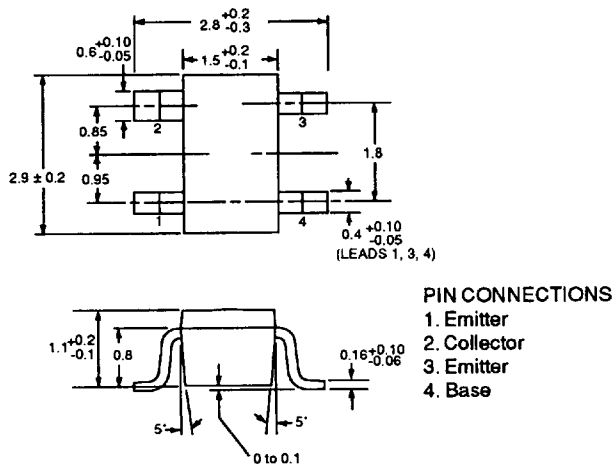 2.8 +0.2 -0.3
1.5 +0.2 -0.1
0.6 +0.10 -0.05
2
3
0.85
1.8
2.9 ± 0.2
0.95
1
4
0.4 +0.10 -0.05
(LEADS 1, 3, 4)
PIN CONNECTIONS
1. Emitter
2. Collector
3. Emitter
4. Base
1.1 +0.2 -0.1
0.8
0.16 +0.10 -0.06
5°
5°
0 to 0.1